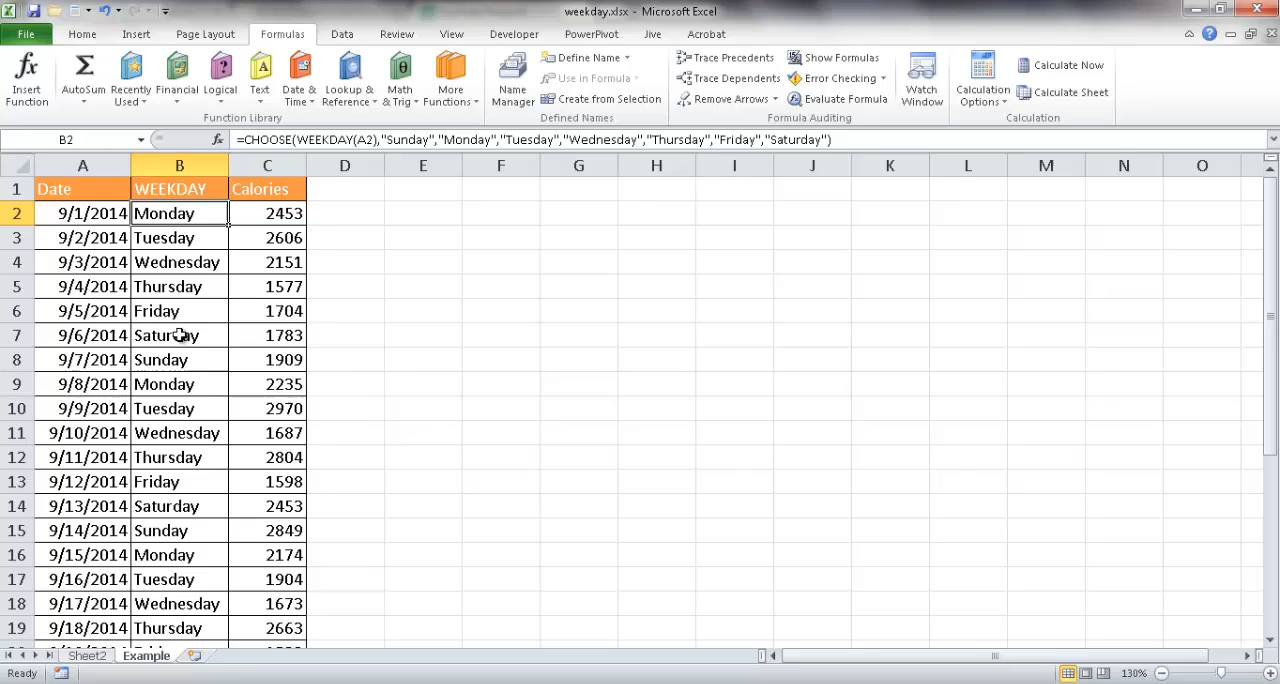 weekday.xlsx - Microsoft Excel
File Home Insert Page Layout Formulas Data Review View Developer PowerPivot Jive Acrobat
fx Insert Function
Σ AutoSum
Recently Used
Financial
Logical
Text
Date & Time
Lookup & Reference
Math & Trig
More Functions
Function Library
Name Manager
Define Name
Use in Formula
Create from Selection
Defined Names
Trace Precedents
Trace Dependents
Remove Arrows
Show Formulas
Error Checking
Evaluate Formula
Formula Auditing
Watch Window
Calculation Options
Calculate Now
Calculate Sheet
Calculation
B2 fx =CHOOSE(WEEKDAY(A2),"Sunday","Monday","Tuesday","Wednesday","Thursday","Friday","Saturday")
A B C D E F G H I J K L M N O
1 Date WEEKDAY Calories
2 9/1/2014 Monday 2453
3 9/2/2014 Tuesday 2606
4 9/3/2014 Wednesday 2151
5 9/4/2014 Thursday 1577
6 9/5/2014 Friday 1704
7 9/6/2014 Saturday 1783
8 9/7/2014 Sunday 1909
9 9/8/2014 Monday 2235
10 9/9/2014 Tuesday 2970
11 9/10/2014 Wednesday 1687
12 9/11/2014 Thursday 2804
13 9/12/2014 Friday 1598
14 9/13/2014 Saturday 2453
15 9/14/2014 Sunday 2849
16 9/15/2014 Monday 2174
17 9/16/2014 Tuesday 1904
18 9/17/2014 Wednesday 1673
19 9/18/2014 Thursday 2663
Sheet2 Example
Ready 130%